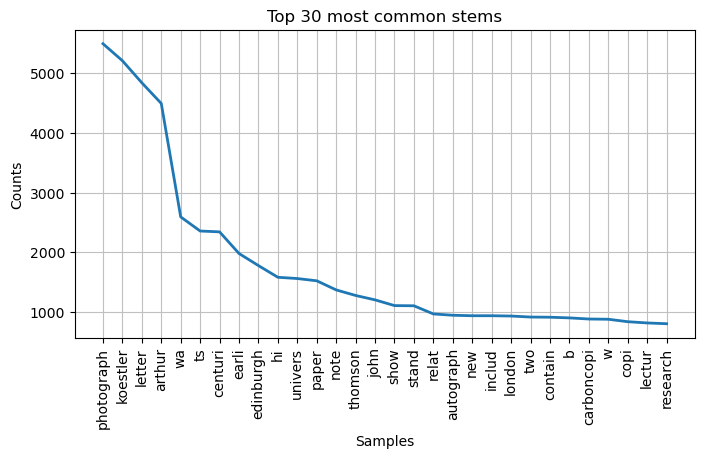 Top 30 most common stems
Counts
5000
4000
3000
2000
1000
photograph
koestler
letter
arthur
wa
ts
centuri
earli
edinburgh
hi
univers
paper
note
thomson
john
show
stand
relat
autograph
new
includ
london
two
contain
b
carboncopi
w
copi
lectur
research
Samples